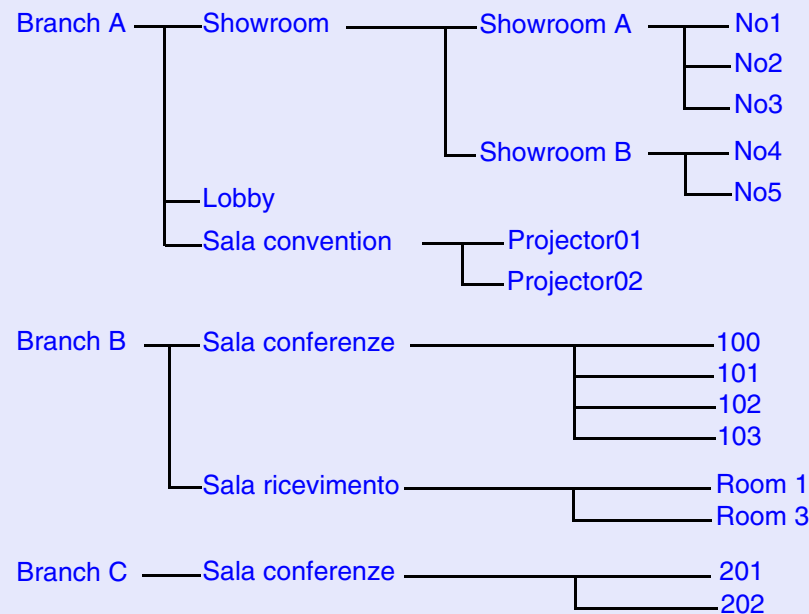 Branch A Showroom Showroom A No1
No2
No3
Showroom B No4
No5
Lobby
Sala convention Projector01
Projector02
Branch B Sala conferenze 100
101
102
103
Sala ricevimento Room 1
Room 3
Branch C Sala conferenze 201
202